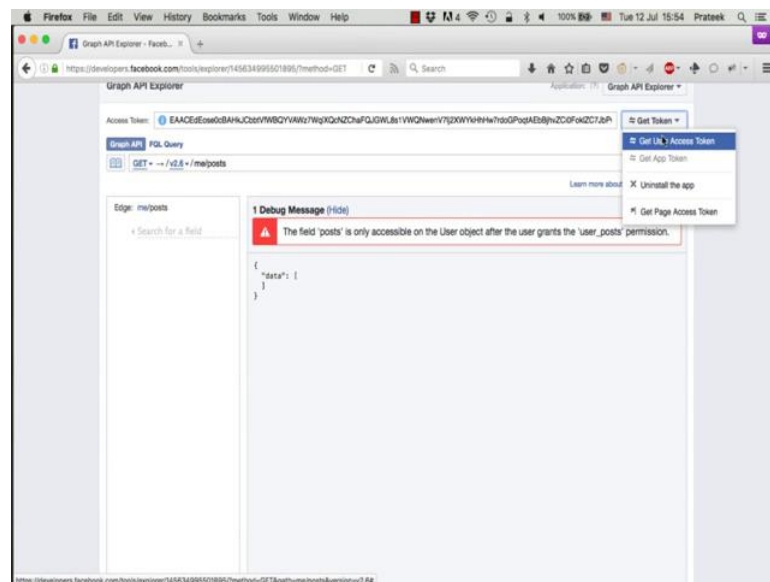 Firefox File Edit View History Bookmarks Tools Window Help 4 100% Tue 12 Jul 15:54 Prateek
Graph API Explorer - Faceb... × +
https://developers.facebook.com/tools/explorer/145634995501895/?method=GET Search
Graph API Explorer Application: [?] Graph API Explorer
Access Token: Get Token
Get User Access Token
Graph API FQL Query Get App Token
GET → / v2.6 / me/posts
Learn more about Uninstall the app
Edge: me/posts 1 Debug Message (Hide) Get Page Access Token
Search for a field The field 'posts' is only accessible on the User object after the user grants the 'user_posts' permission.
{
"data": [
]
}